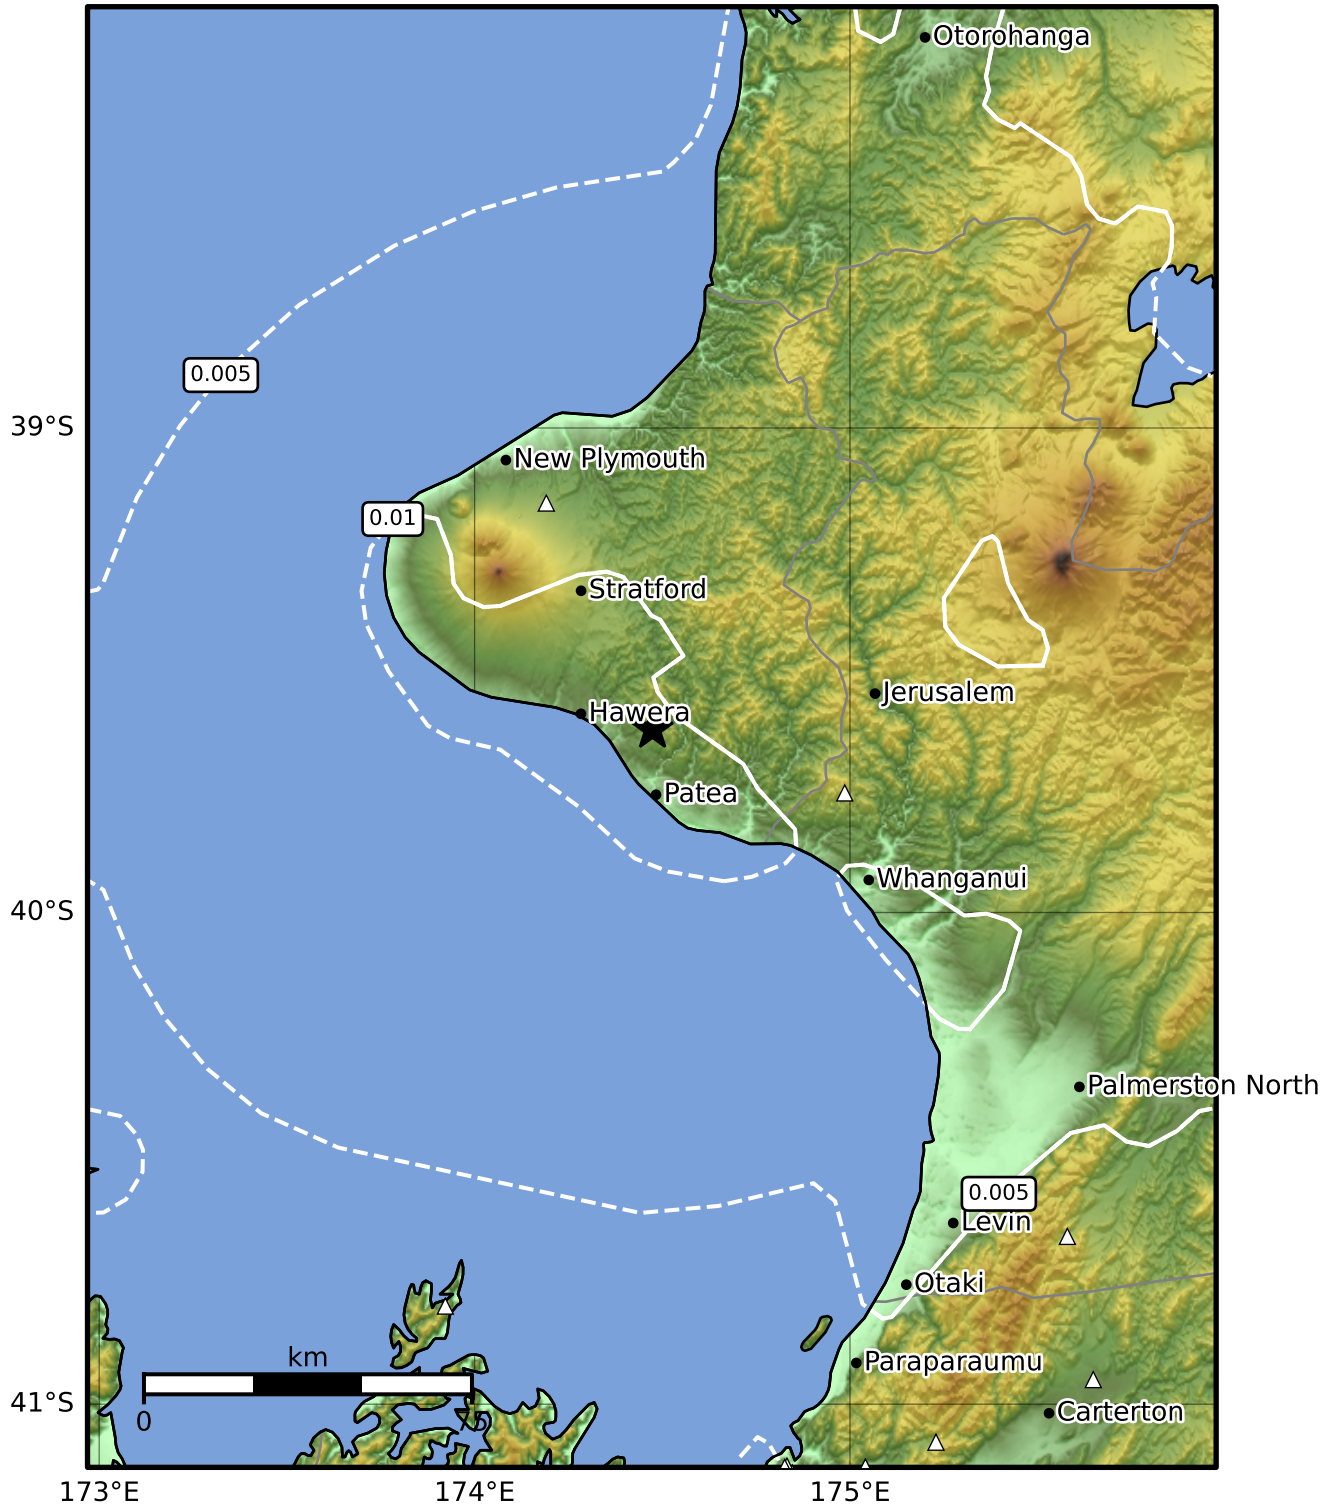 Otorohanga
0.005
39°S
New Plymouth
0.01
Stratford
Jerusalem
Hawera
Patea
Whanganui
40°S
Palmerston North
0.005
Levin
Otaki
km
Paraparaumu
41°S
0
75
Carterton
173°E
174°E
175°E